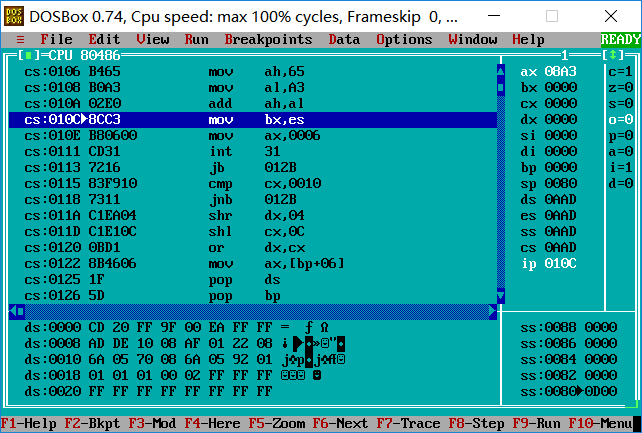 DOSBox 0.74, Cpu speed: max 100% cycles, Frameskip 0, ...
≡ File Edit View Run Breakpoints Data Options Window Help READY
[■]=CPU 80486 1 [↕]
cs:0106 B465 mov ah,65 ax 08A3 c=1
cs:0108 B0A3 mov al,A3 bx 0000 z=0
cs:010A 02E0 add ah,al cx 0000 s=0
cs:010C▶8CC3 mov bx,es dx 0000 o=0
cs:010E B80600 mov ax,0006 si 0000 p=0
cs:0111 CD31 int 31 di 0000 a=0
cs:0113 7216 jb 012B bp 0000 i=1
cs:0115 83F910 cmp cx,0010 sp 0080 d=0
cs:0118 7311 jnb 012B ds 0AAD
cs:011A C1EA04 shr dx,04 es 0AAD
cs:011D C1E10C shl cx,0C ss 0AAD
cs:0120 0BD1 or dx,cx cs 0AAD
cs:0122 8B4606 mov ax,[bp+06] ip 010C
cs:0125 1F pop ds
cs:0126 5D pop bp
ds:0000 CD 20 FF 9F 00 EA FF FF = ƒ Ω ss:0088 0000
ds:0008 AD DE 10 08 AF 01 22 08 ss:0086 0000
ds:0010 6A 05 70 08 6A 05 92 01 ss:0084 0000
ds:0018 01 01 01 00 02 FF FF FF ss:0082 0000
ds:0020 FF FF FF FF FF FF FF FF ss:0080▶0D00
F1-Help F2-Bkpt F3-Mod F4-Here F5-Zoom F6-Next F7-Trace F8-Step F9-Run F10-Menu